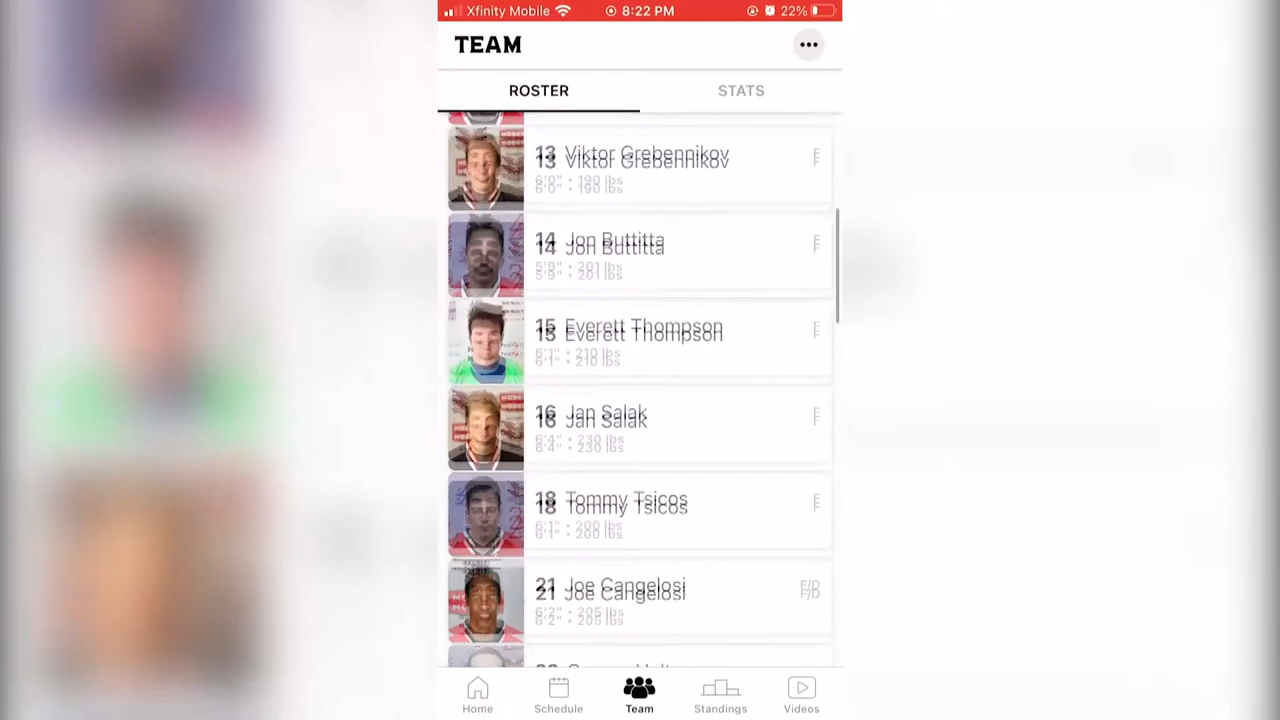 Xfinity Mobile 8:22 PM 22%
TEAM
ROSTER STATS
13 Viktor Grebennikov F
6'0" • 190 lbs
14 Jon Buttitta F
5'9" • 201 lbs
15 Everett Thompson F
6'1" • 210 lbs
16 Jan Salak F
6'4" • 230 lbs
18 Tommy Tsicos F
6'1" • 200 lbs
21 Joe Cangelosi F/D
6'2" • 205 lbs
Home Schedule Team Standings Videos